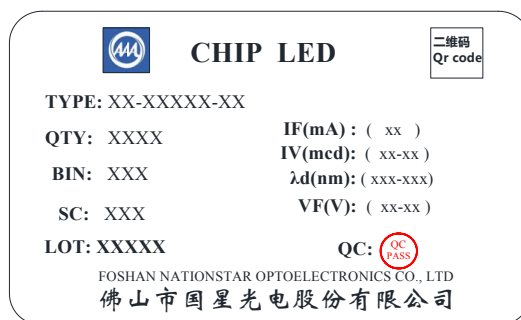 CHIP LED
二维码
Qr code
TYPE: XX-XXXXX-XX
QTY: XXXX
BIN: XXX
SC: XXX
LOT: XXXXX
IF(mA) : ( xx )
IV(mcd): ( xx-xx )
λd(nm): ( xxx-xxx)
VF(V): ( xx-xx )
QC: QC
PASS
FOSHAN NATIONSTAR OPTOELECTRONICS CO., LTD
佛山市国星光电股份有限公司